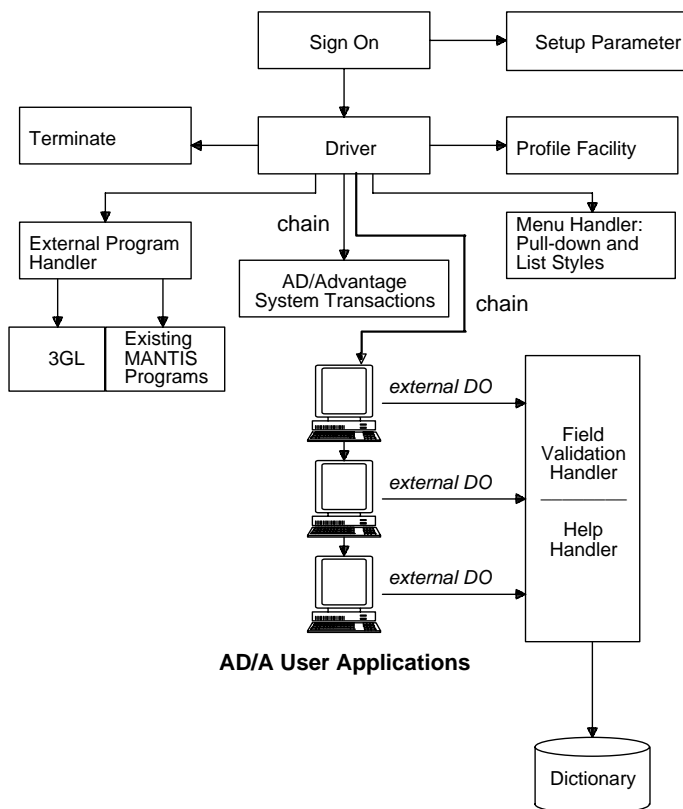 Sign On
Setup Parameter
Terminate
Driver
Profile Facility
External Program
Handler
chain
Menu Handler:
Pull-down and
List Styles
AD/Advantage
System Transactions
chain
3GL
Existing
MANTIS
Programs
external DO
Field
Validation
Handler
external DO
Help
Handler
external DO
AD/A User Applications
Dictionary